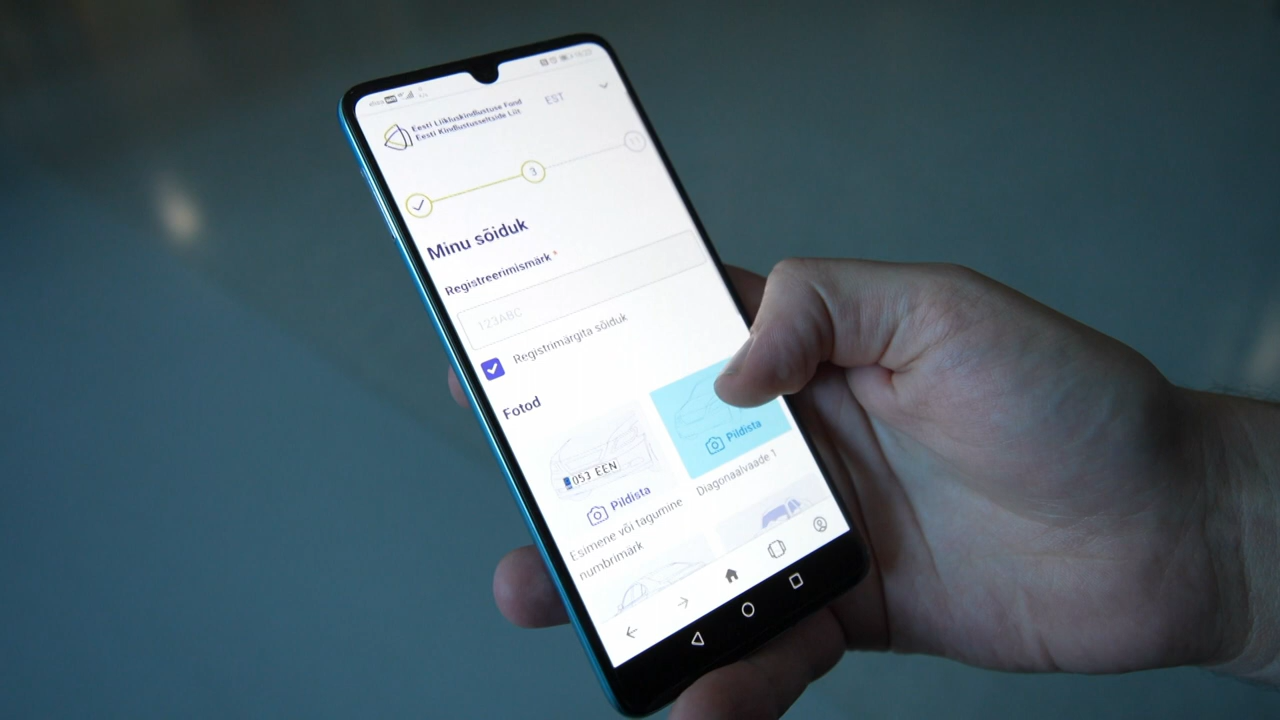 Eesti Liikluskindlustuse Fond
Eesti Kindlustusseltside Liit
EST
3
11
Minu sõiduk
Registreerimismärk *
123ABC
Registrimärgita sõiduk
Fotod
053 EEN
Pildista
Pildista
Esimene või tagumine
numbrimärk
Diagonaalvaade 1